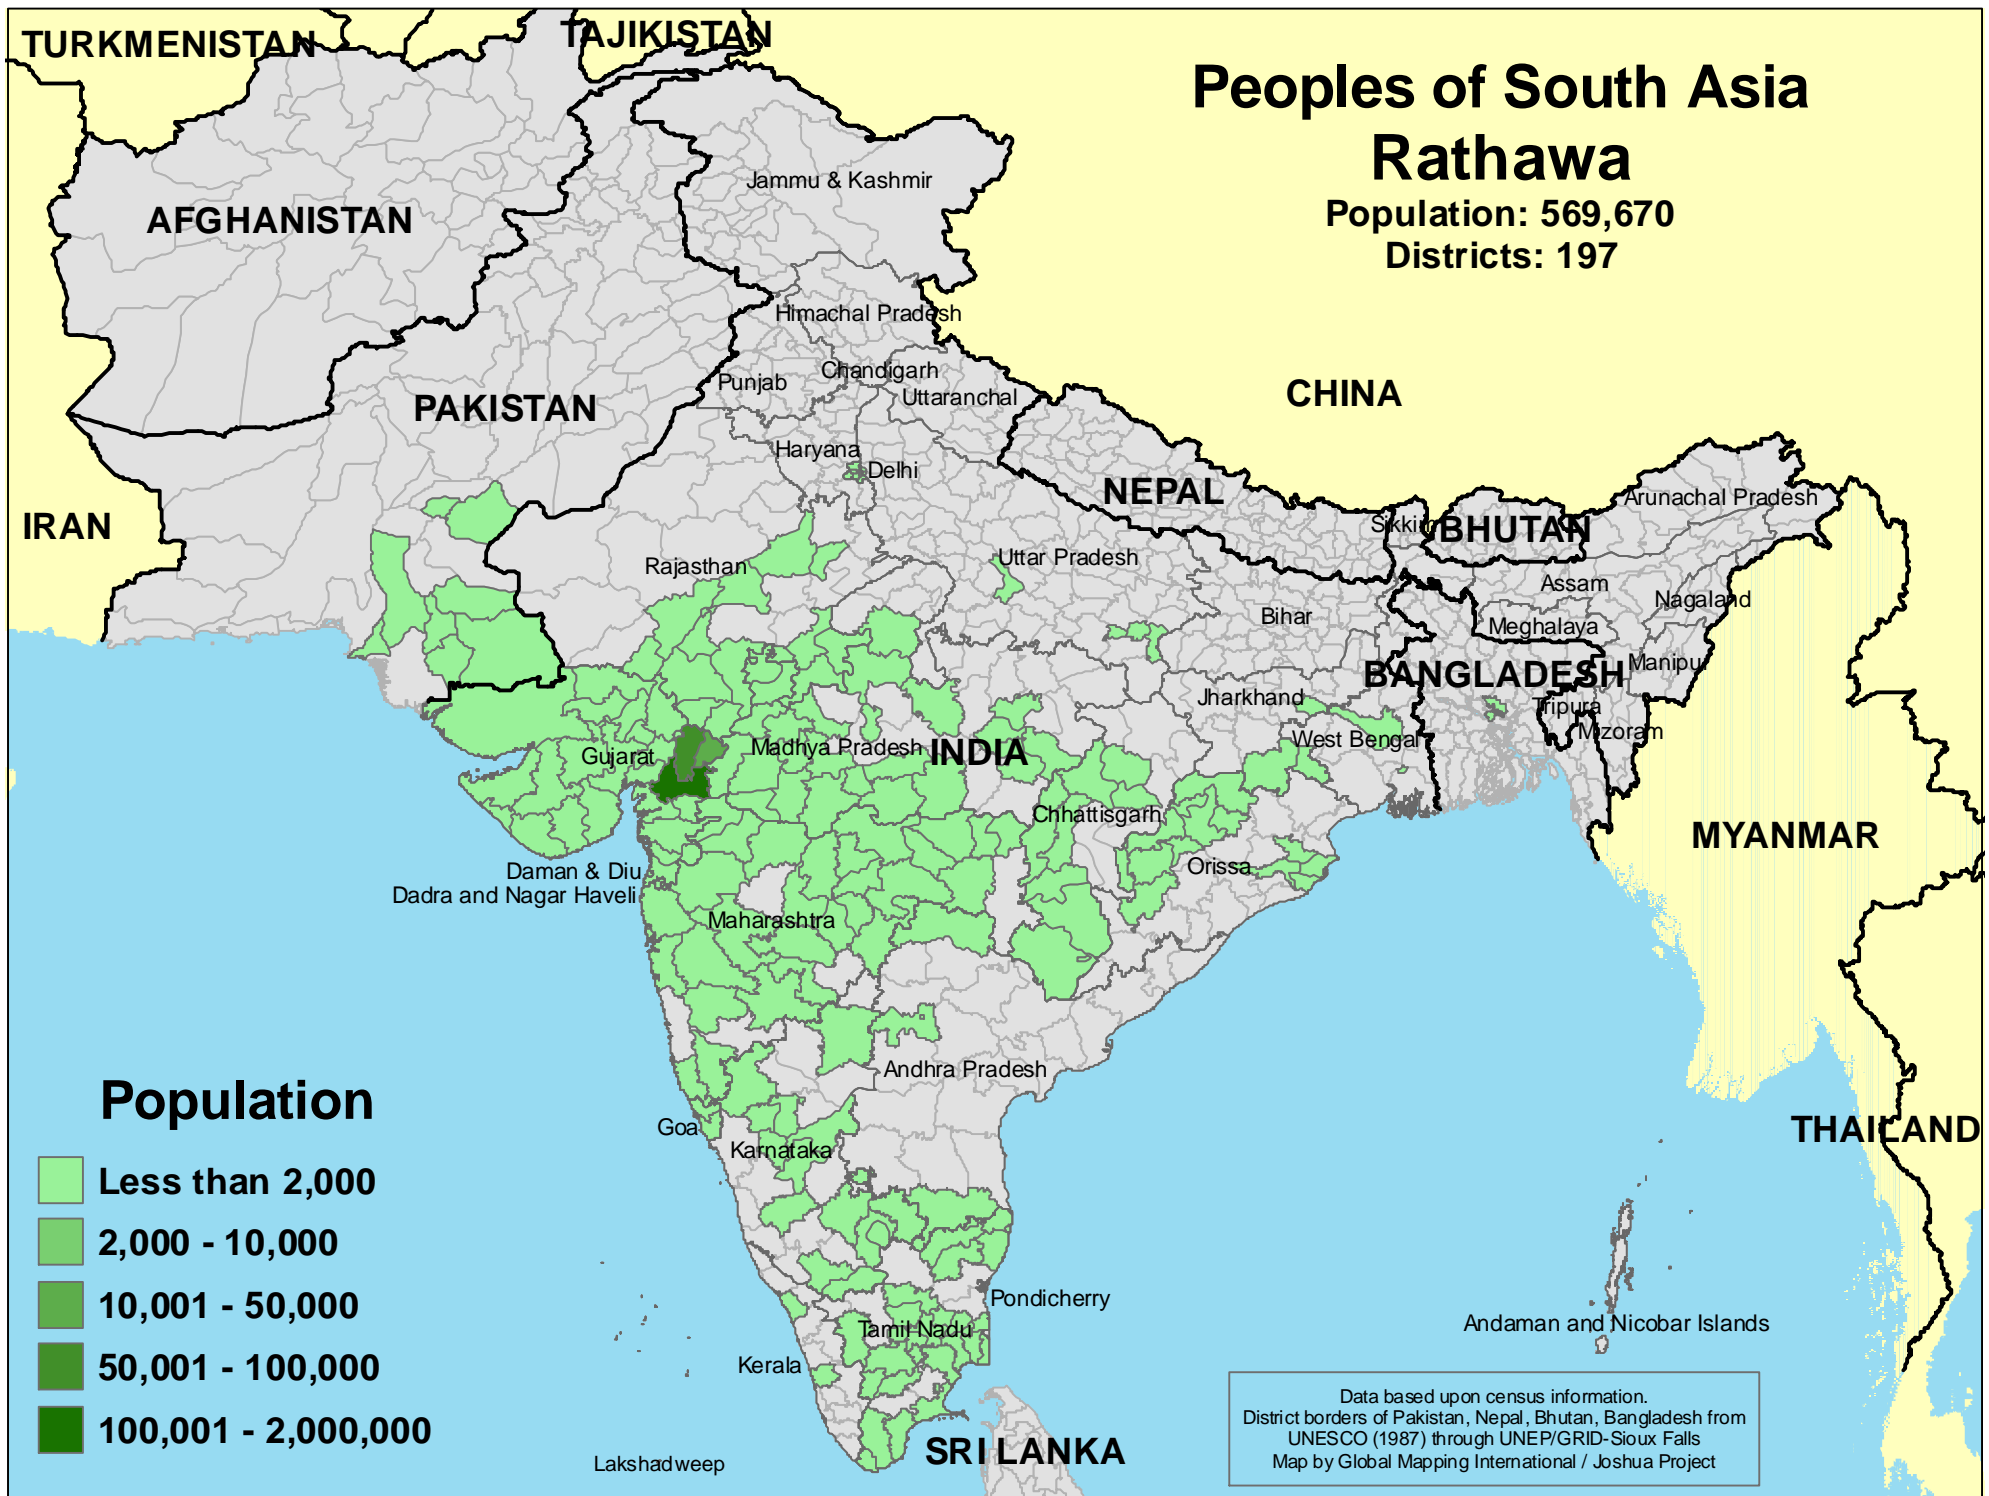 Peoples of South Asia
Rathawa
Population: 569,670
Districts: 197
TURKMENISTAN
TAJIKISTAN
AFGHANISTAN
Jammu & Kashmir
Himachal Pradesh
PAKISTAN
Punjab
Chandigarh
Uttaranchal
CHINA
Haryana
Delhi
IRAN
NEPAL
Sikkim
BHUTAN
Arunachal Pradesh
Rajasthan
Uttar Pradesh
Assam
Nagaland
Bihar
Meghalaya
BANGLADESH
Manipu
Jharkhand
Tripura
Gujarat
Madhya Pradesh
INDIA
West Bengal
Mizoram
Chhattisgarh
MYANMAR
Orissa
Daman & Diu
Dadra and Nagar Haveli
Maharashtra
Andhra Pradesh
Goa
Karnataka
THAILAND
Pondicherry
Tamil Nadu
Andaman and Nicobar Islands
Kerala
Lakshadweep
SRI LANKA
Population
Less than 2,000
2,000 - 10,000
10,001 - 50,000
50,001 - 100,000
100,001 - 2,000,000
Data based upon census information.
District borders of Pakistan, Nepal, Bhutan, Bangladesh from
UNESCO (1987) through UNEP/GRID-Sioux Falls
Map by Global Mapping International / Joshua Project